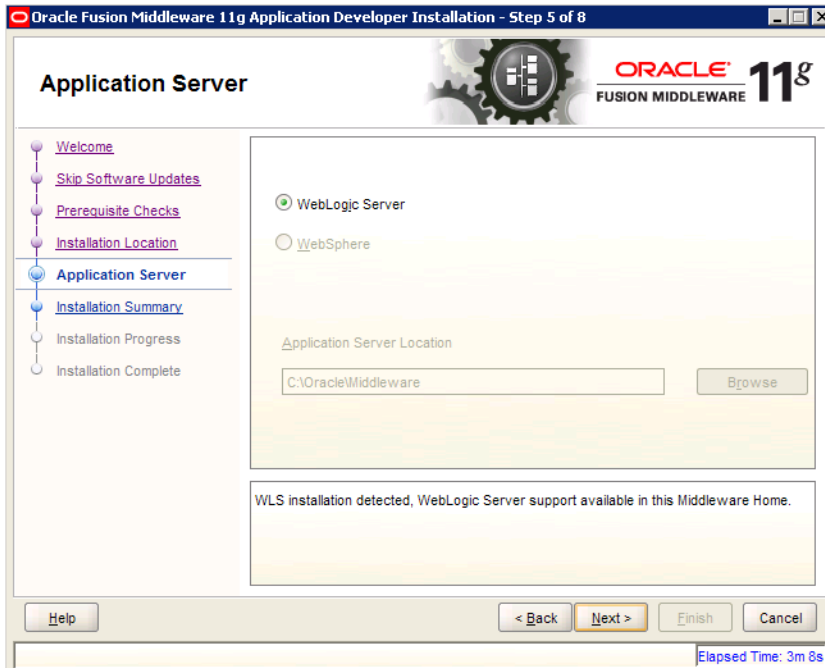 Oracle Fusion Middleware 11g Application Developer Installation - Step 5 of 8
Application Server
ORACLE
FUSION MIDDLEWARE
11g
Welcome
Skip Software Updates
Prerequisite Checks
Installation Location
Application Server
Installation Summary
Installation Progress
Installation Complete
WebLogic Server
WebSphere
Application Server Location
C:\Oracle\Middleware
Browse
WLS installation detected, WebLogic Server support available in this Middleware Home.
Help
< Back
Next >
Finish
Cancel
Elapsed Time: 3m 8s